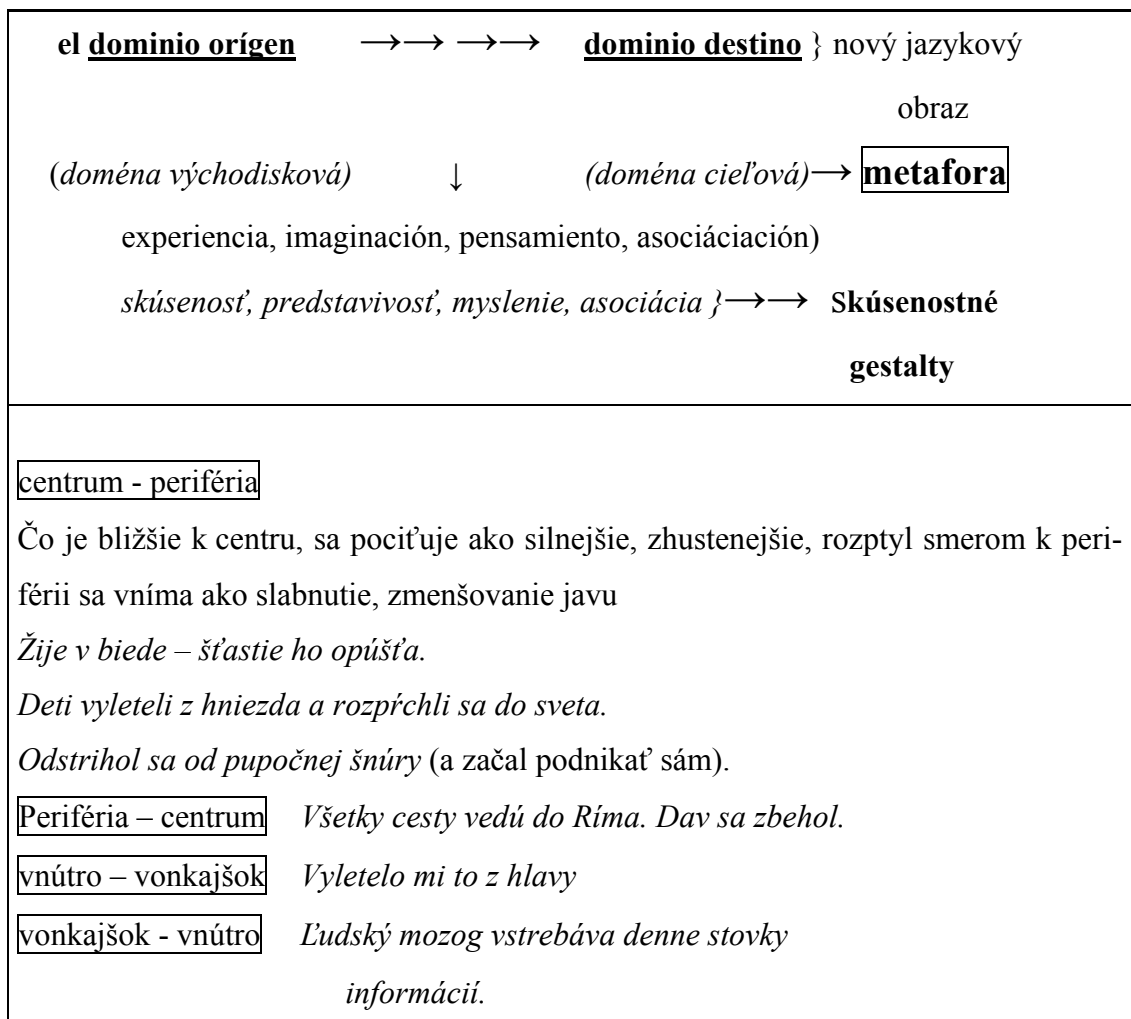 el dominio orígen →→ →→ dominio destino } nový jazykový
obraz
(doména východisková) ↓ (doména cieľová)→ metafora
experiencia, imaginación, pensamiento, asociáciación)
skúsenosť, predstavivosť, myslenie, asociácia }→→ Skúsenostné
gestalty
centrum - periféria
Čo je bližšie k centru, sa pociťuje ako silnejšie, zhustenejšie, rozptyl smerom k peri-
férii sa vníma ako slabnutie, zmenšovanie javu
Žije v biede – šťastie ho opúšťa.
Deti vyleteli z hniezda a rozpŕchli sa do sveta.
Odstrihol sa od pupočnej šnúry (a začal podnikať sám).
Periféria – centrum Všetky cesty vedú do Ríma. Dav sa zbehol.
vnútro – vonkajšok Vyletelo mi to z hlavy
vonkajšok - vnútro Ľudský mozog vstrebáva denne stovky
informácií.